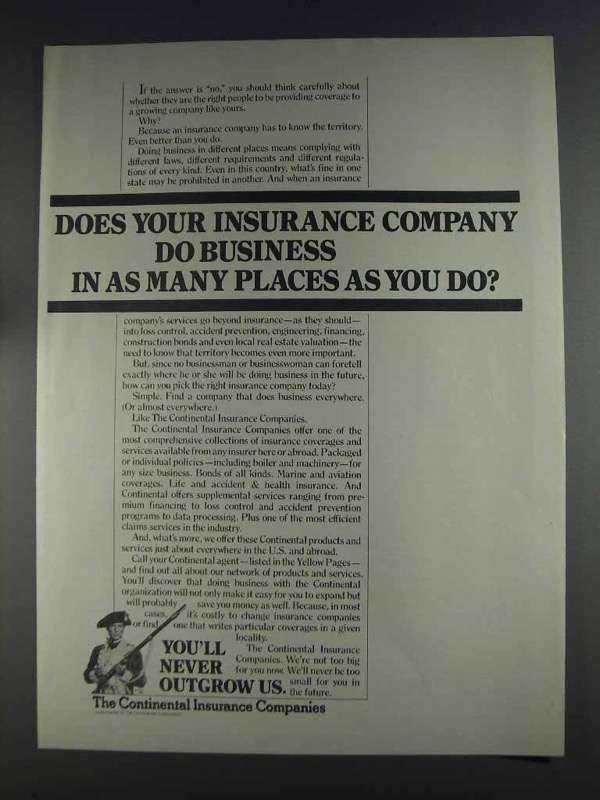 If the answer is "no," you should think carefully about
whether they are the right people to be providing coverage to
a growing company like yours.
Why?
Because an insurance company has to know the territory.
Even better than you do.
Doing business in different places means complying with
different laws, different requirements and different regula-
tions of every kind. Even in this country, what's fine in one
state may be prohibited in another. And when an insurance
DOES YOUR INSURANCE COMPANY
DO BUSINESS
IN AS MANY PLACES AS YOU DO?
company's services go beyond insurance—as they should—
into loss control, accident prevention, engineering, financing,
construction bonds and even local real estate valuation—the
need to know that territory becomes even more important.
But, since no businessman or businesswoman can foretell
exactly where he or she will be doing business in the future,
how can you pick the right insurance company today?
Simple. Find a company that does business everywhere.
(Or almost everywhere.)
Like The Continental Insurance Companies.
The Continental Insurance Companies offer one of the
most comprehensive collections of insurance coverages and
services available from any insurer here or abroad. Packaged
or individual policies—including boiler and machinery—for
any size business. Bonds of all kinds. Marine and aviation
coverages. Life and accident & health insurance. And
Continental offers supplemental services ranging from pre-
mium financing to loss control and accident prevention
programs to data processing. Plus one of the most efficient
claims services in the industry.
And, what's more, we offer these Continental products and
services just about everywhere in the U.S. and abroad.
Call your Continental agent—listed in the Yellow Pages—
and find out all about our network of products and services.
You'll discover that doing business with the Continental
organization will not only make it easy for you to expand but
will probably save you money as well. Because, in most
cases, it's costly to change insurance companies
or find one that writes particular coverages in a given
locality.
The Continental Insurance
Companies. We're not too big
for you now. We'll never be too
small for you in
the future.
YOU'LL
NEVER
OUTGROW US.
The Continental Insurance Companies